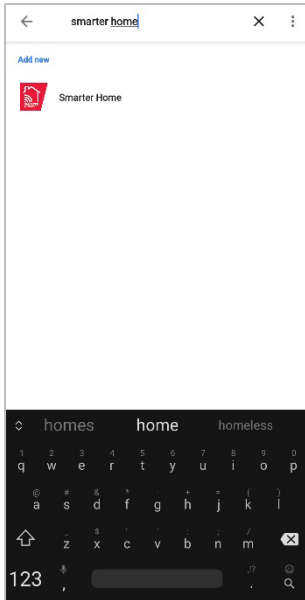 smarter home
Add new
Smarter Home
homes home homeless
1 2 3 4 5 6 7 8 9 0
q w e r t y u i o p
@ # & * - + = ( )
a s d f g h j k l
_ $ " ' : ; /
z x c v b n m
123 , ,!? .